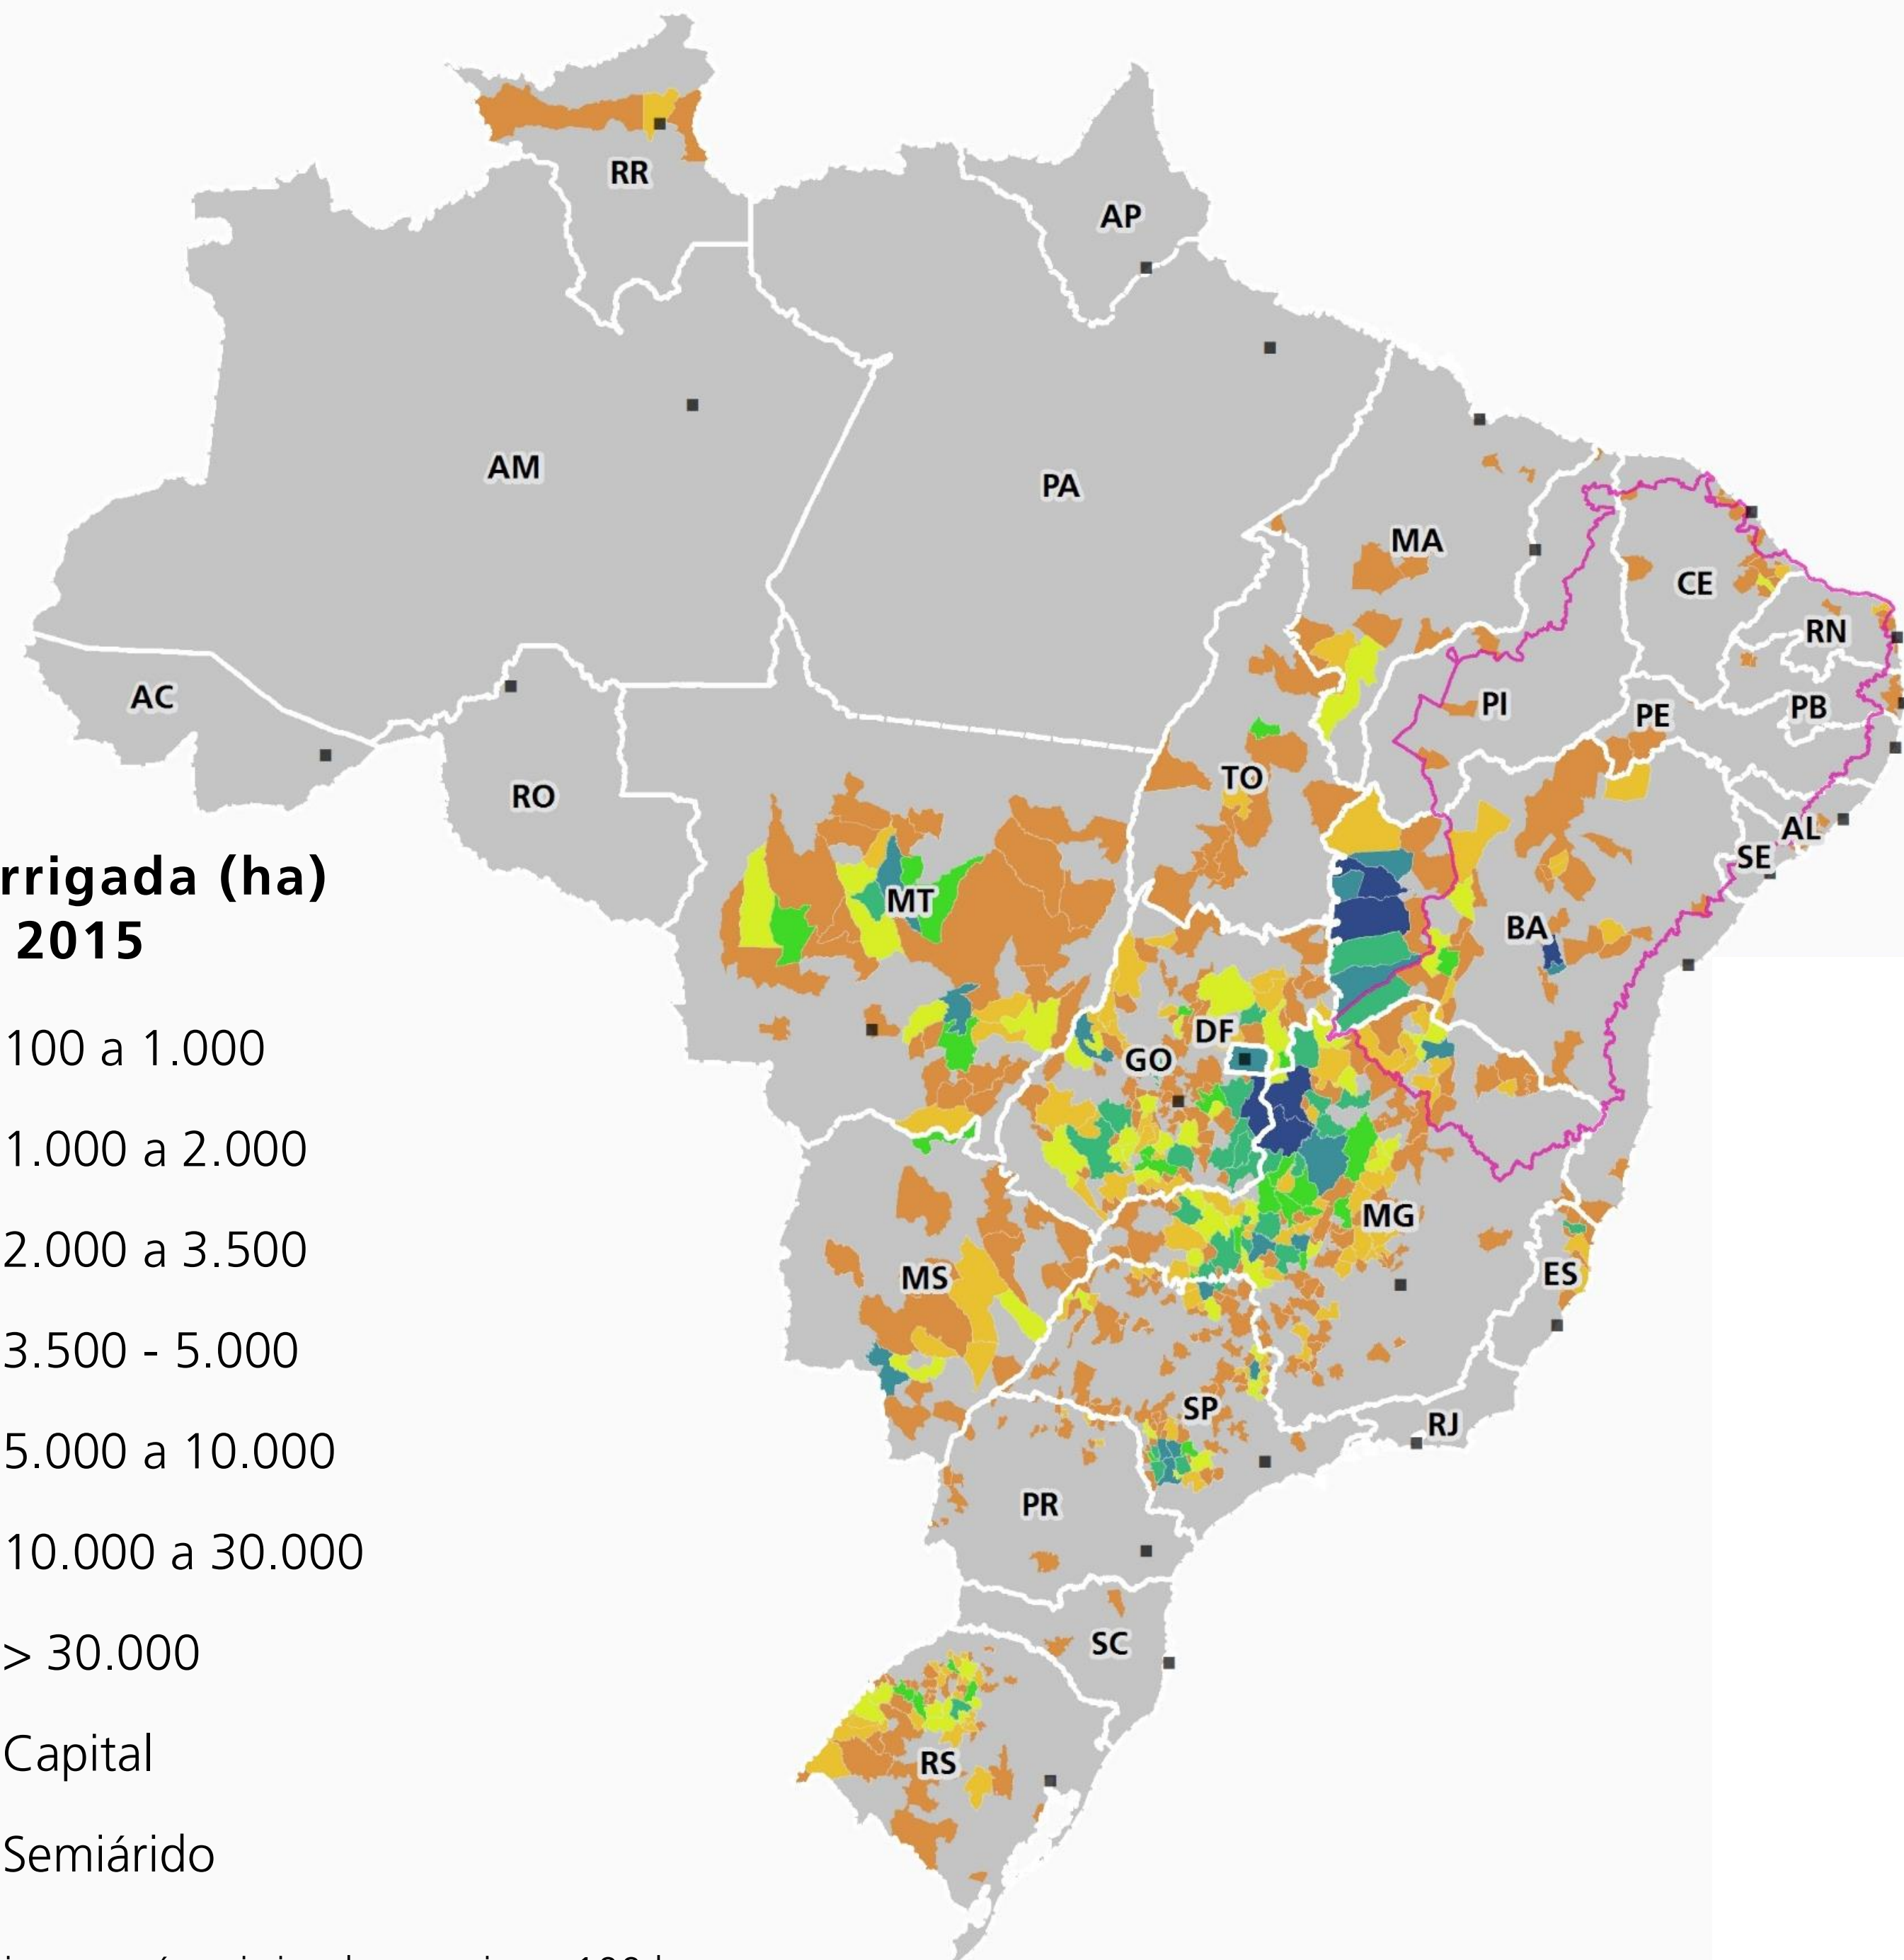 RR
AP
AM
PA
MA
CE
RN
PB
PE
PI
AC
RO
TO
AL
SE
MT
BA
DF
GO
MG
ES
MS
SP
RJ
PR
SC
RS
rrigada (ha)
2015
100 a 1.000
1.000 a 2.000
2.000 a 3.500
3.500 - 5.000
5.000 a 10.000
10.000 a 30.000
> 30.000
Capital
Semiárido